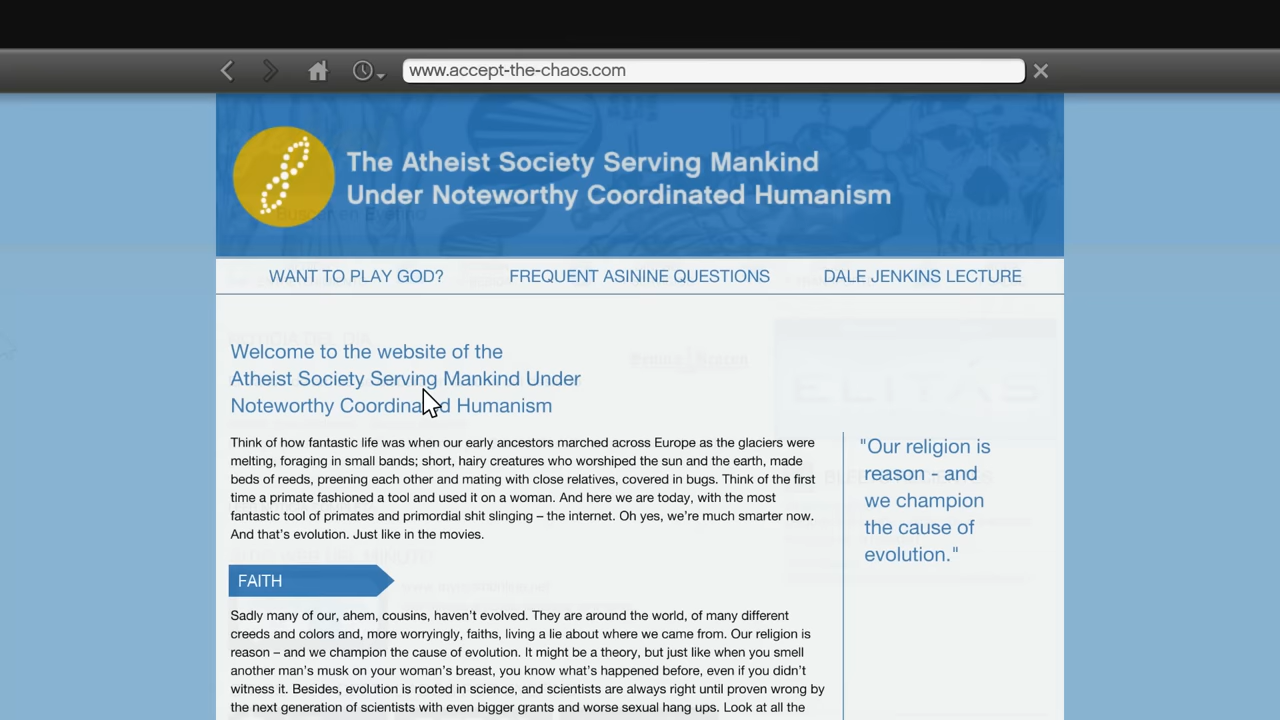 www.accept-the-chaos.com
The Atheist Society Serving Mankind
Under Noteworthy Coordinated Humanism
WANT TO PLAY GOD? FREQUENT ASININE QUESTIONS DALE JENKINS LECTURE
Welcome to the website of the
Atheist Society Serving Mankind Under
Noteworthy Coordinated Humanism
Think of how fantastic life was when our early ancestors marched across Europe as the glaciers were
melting, foraging in small bands; short, hairy creatures who worshiped the sun and the earth, made
beds of reeds, preening each other and mating with close relatives, covered in bugs. Think of the first
time a primate fashioned a tool and used it on a woman. And here we are today, with the most
fantastic tool of primates and primordial shit slinging – the internet. Oh yes, we're much smarter now.
And that's evolution. Just like in the movies.
"Our religion is
reason - and
we champion
the cause of
evolution."
FAITH
Sadly many of our, ahem, cousins, haven't evolved. They are around the world, of many different
creeds and colors and, more worryingly, faiths, living a lie about where we came from. Our religion is
reason – and we champion the cause of evolution. It might be a theory, but just like when you smell
another man's musk on your woman's breast, you know what's happened before, even if you didn't
witness it. Besides, evolution is rooted in science, and scientists are always right until proven wrong by
the next generation of scientists with even bigger grants and worse sexual hang ups. Look at all the
ELITAS